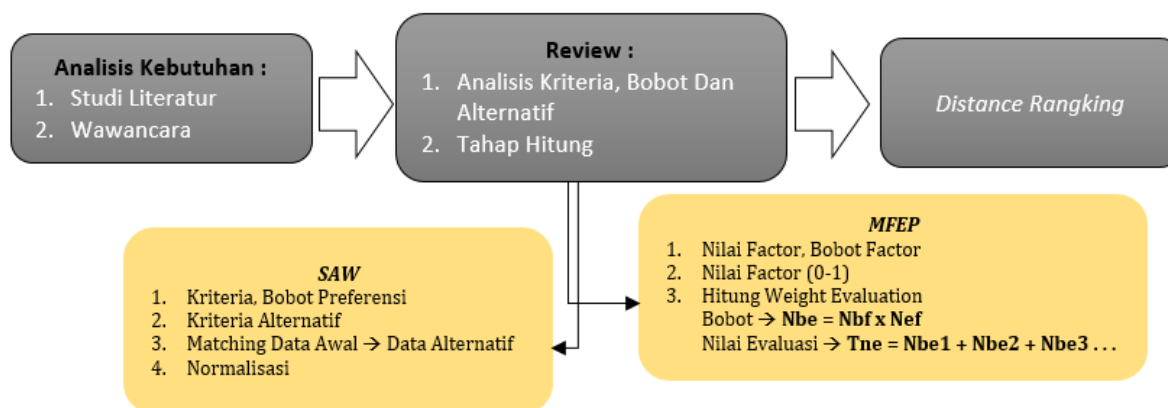 Analisis Kebutuhan :
1. Studi Literatur
2. Wawancara
Review :
1. Analisis Kriteria, Bobot Dan
Alternatif
2. Tahap Hitung
Distance Rangking
SAW
1. Kriteria, Bobot Preferensi
2. Kriteria Alternatif
3. Matching Data Awal → Data Alternatif
4. Normalisasi
MFEP
1. Nilai Factor, Bobot Factor
2. Nilai Factor (0-1)
3. Hitung Weight Evaluation
Bobot → Nbe = Nbf x Nef
Nilai Evaluasi → Tne = Nbe1 + Nbe2 + Nbe3 . . .